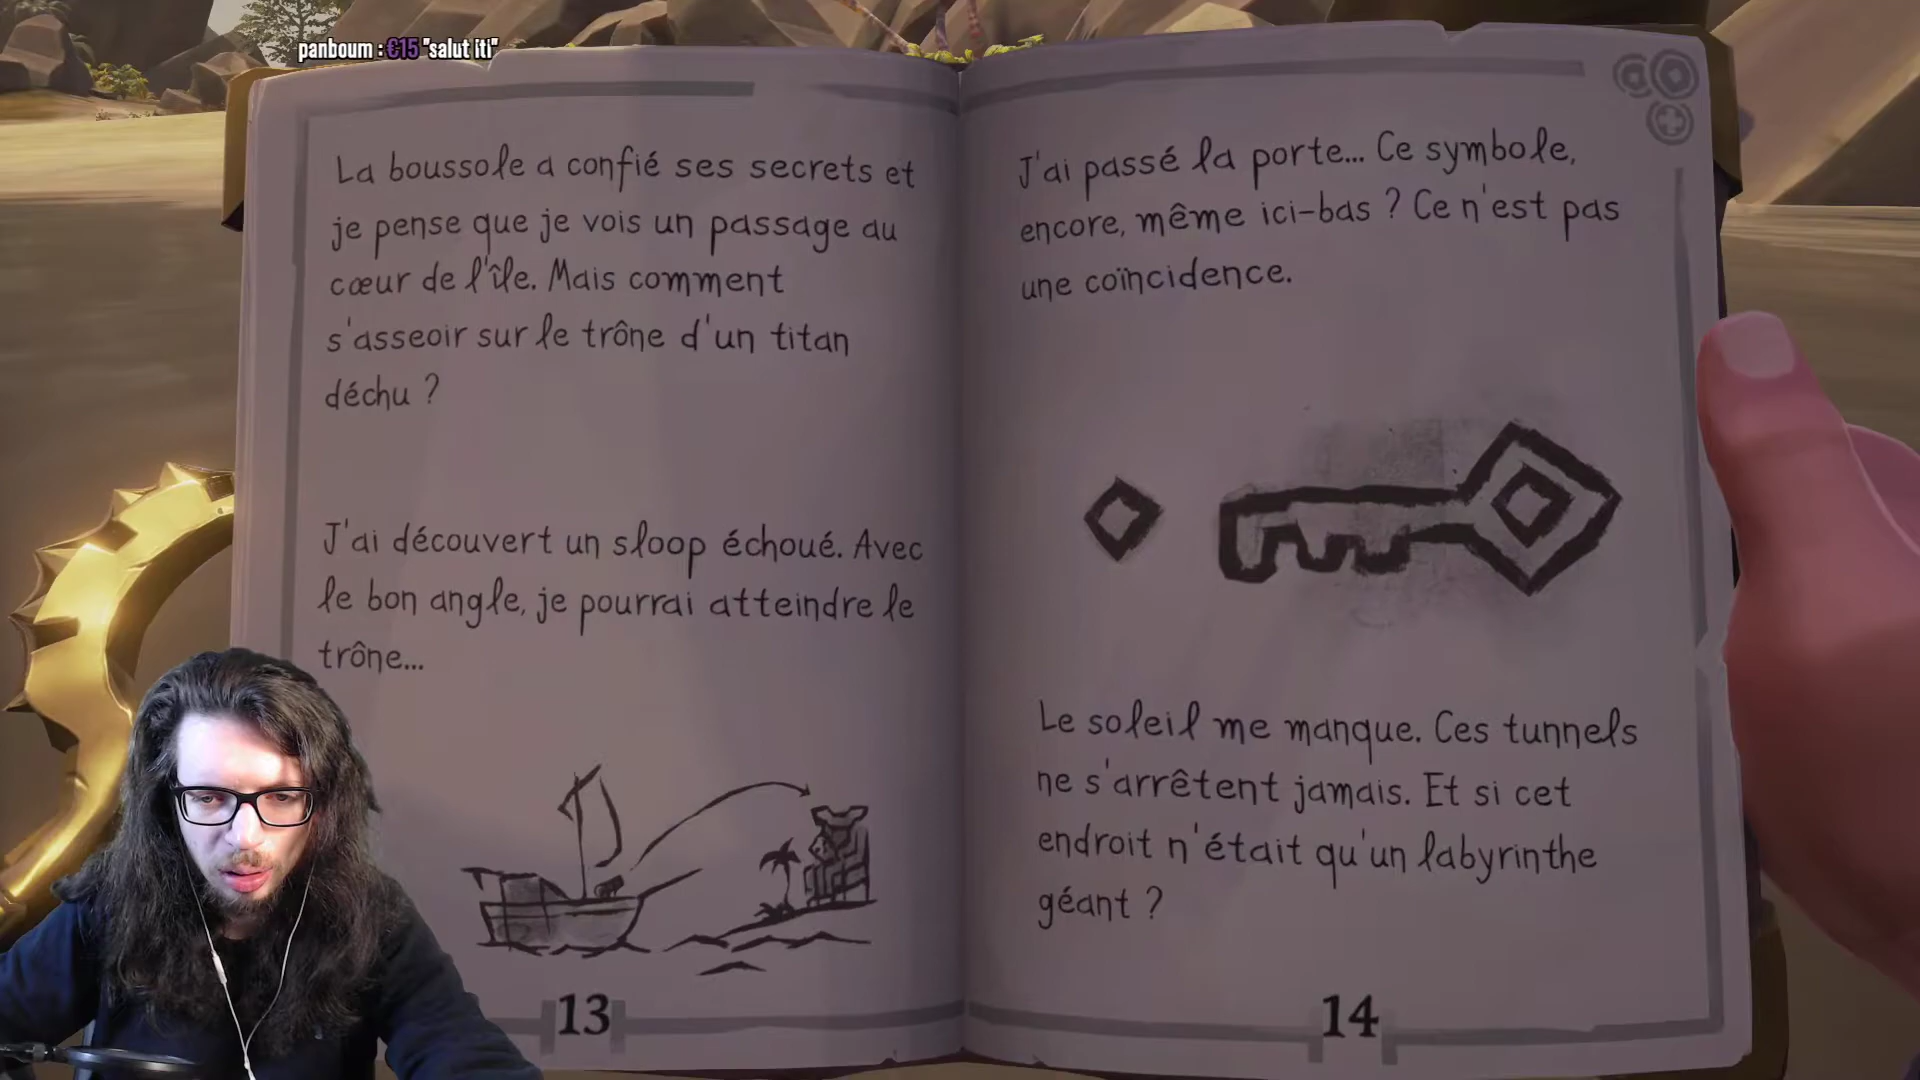 panboum : €15 "salut iti"
La boussole a confié ses secrets et
je pense que je vois un passage au
cœur de l'île. Mais comment
s'asseoir sur le trône d'un titan
déchu ?
J'ai découvert un sloop échoué. Avec
le bon angle, je pourrai atteindre le
trône...
13
J'ai passé la porte... Ce symbole,
encore, même ici-bas ? Ce n'est pas
une coïncidence.
Le soleil me manque. Ces tunnels
ne s'arrêtent jamais. Et si cet
endroit n'était qu'un labyrinthe
géant ?
14